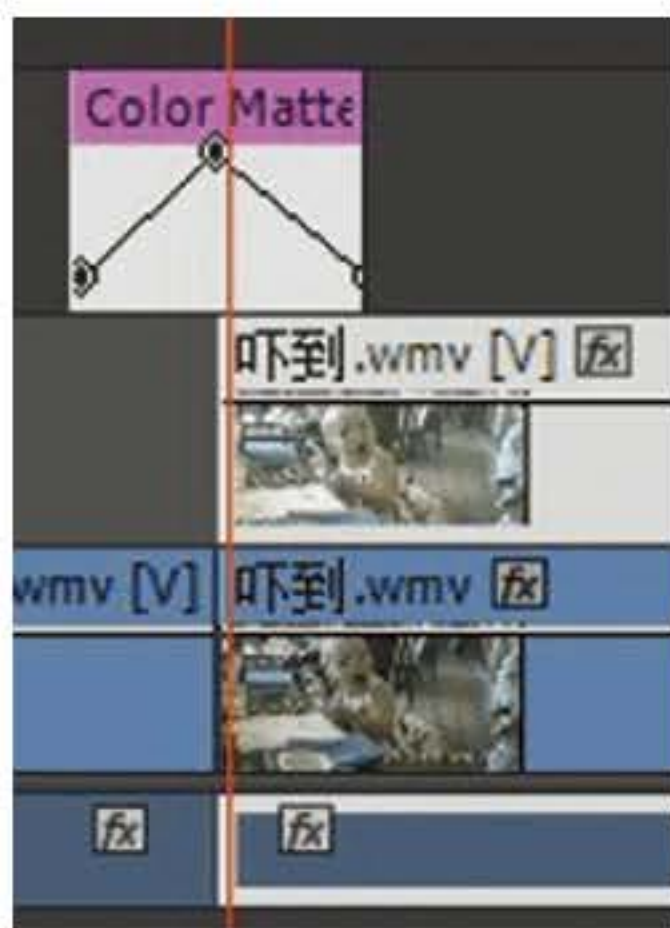 Color Matte
吓到.wmv [V] fx
wmv [V]
吓到.wmv fx
fx
fx